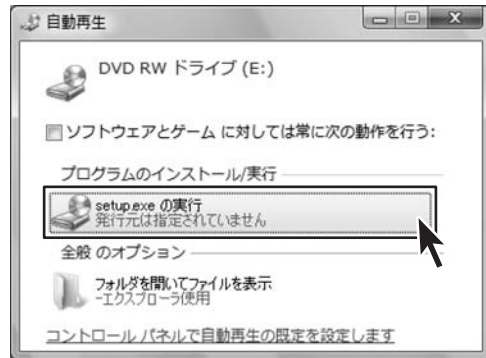 自動再生
DVD RW ドライブ (E:)
ソフトウェアとゲーム に対しては常に次の動作を行う:
プログラムのインストール/実行
setup.exe の実行
発行元は指定されていません
全般 のオプション
フォルダを開いてファイルを表示
-エクスプローラ使用
コントロール パネルで自動再生の既定を設定します